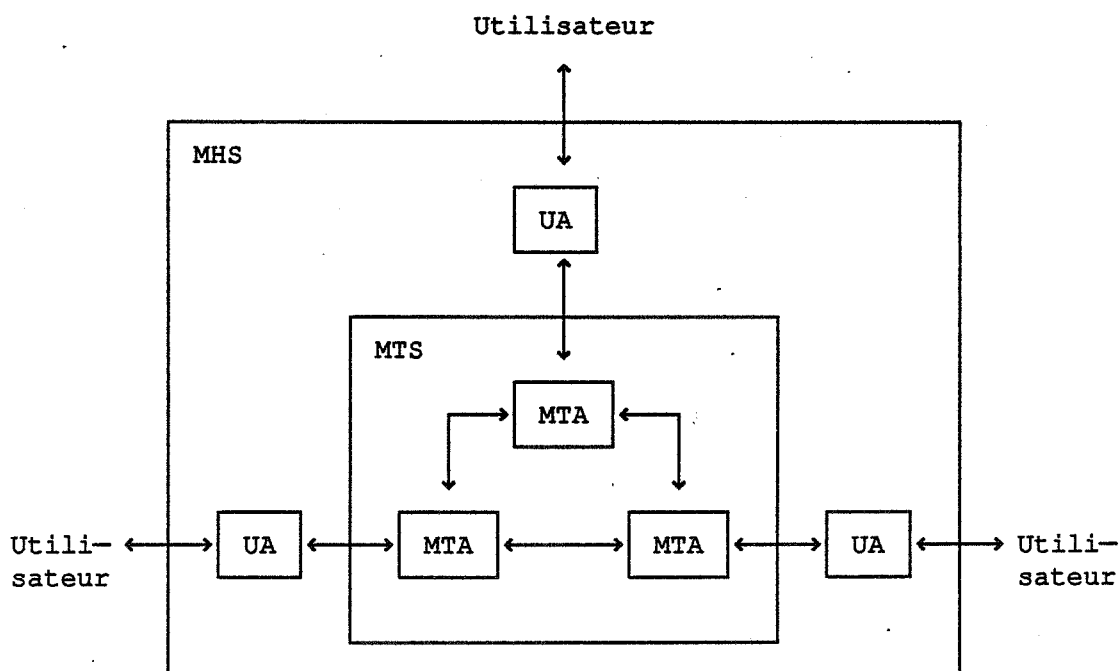 Utilisateur
MHS
UA
MTS
MTA
Utili-
sateur
UA
MTA
MTA
UA
Utili-
sateur